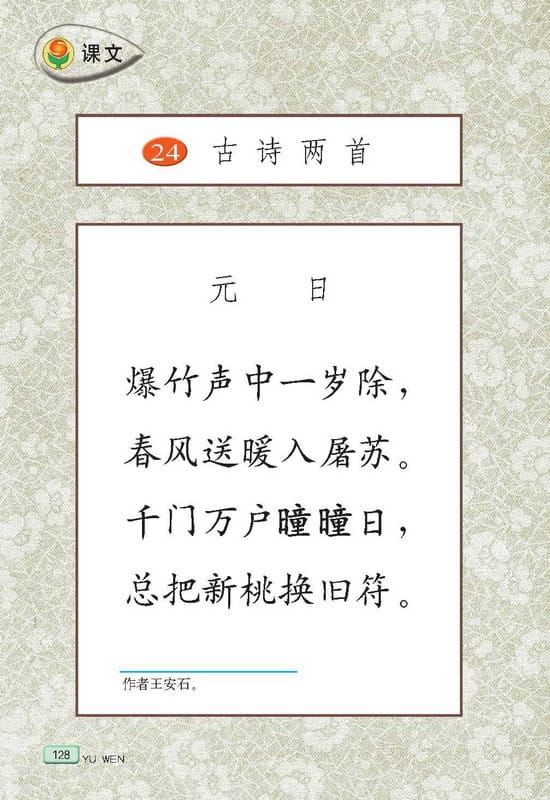 课文
24 古诗两首
元 日
爆竹声中一岁除，
春风送暖入屠苏。
千门万户曈曈日，
总把新桃换旧符。
作者王安石。
128 YU WEN